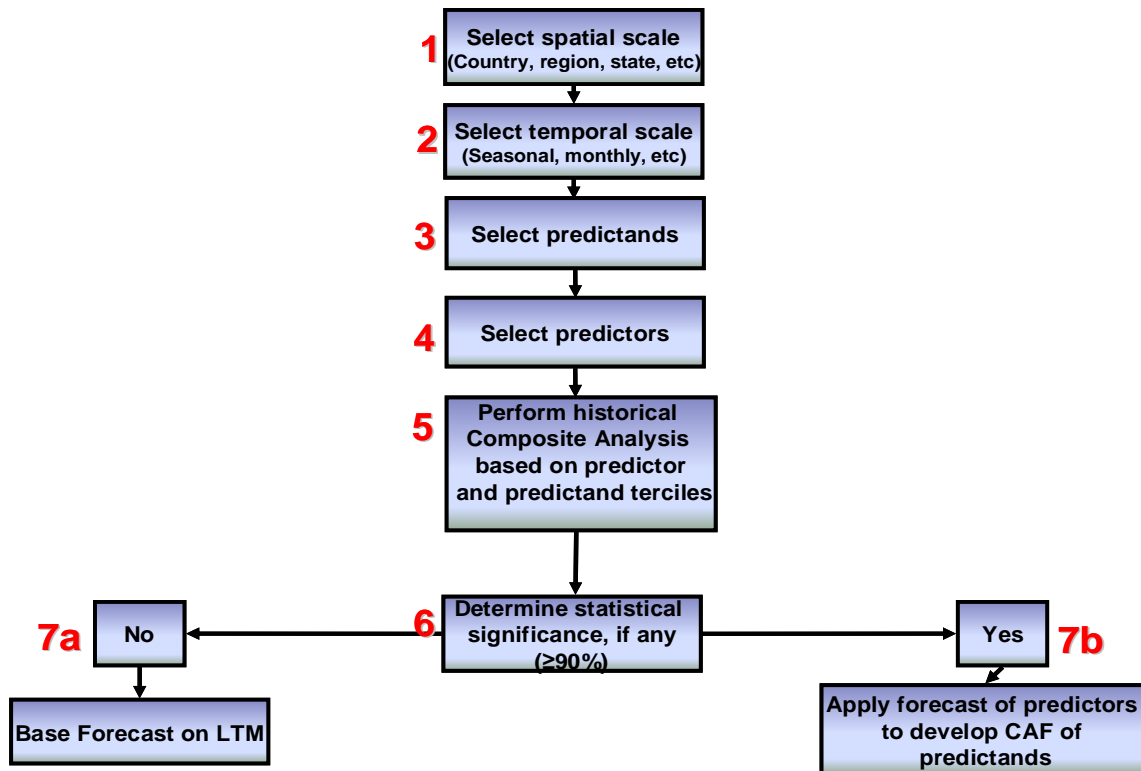 1
Select spatial scale
(Country, region, state, etc)
2
Select temporal scale
(Seasonal, monthly, etc)
3
Select predictands
4
Select predictors
5
Perform historical
Composite Analysis
based on predictor
and predictand terciles
6
Determine statistical
significance, if any
(≥90%)
7a
No
Yes
7b
Base Forecast on LTM
Apply forecast of predictors
to develop CAF of
predictands